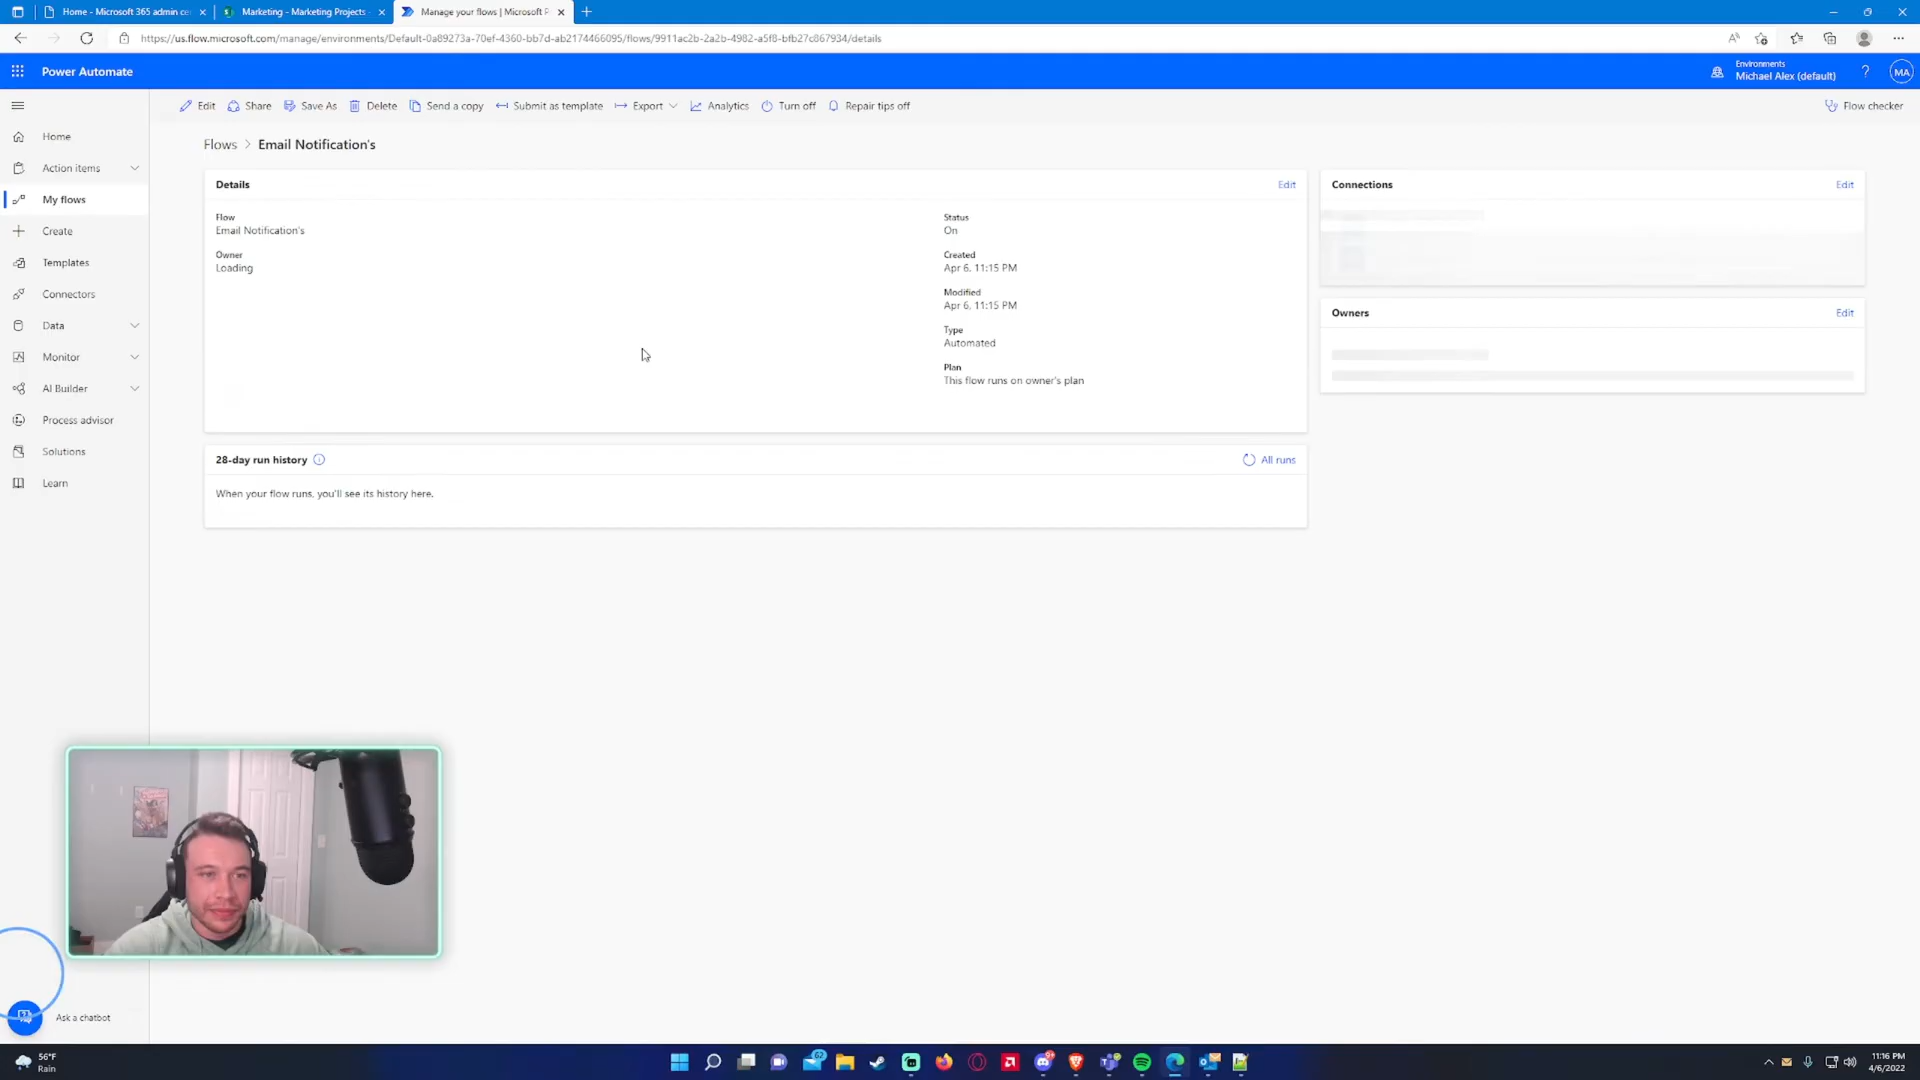 Home - Microsoft 365 admin ce
Marketing - Marketing Projects -
Manage your flows | Microsoft P
https://us.flow.microsoft.com/manage/environments/Default-0a89273a-70ef-4360-bb7d-ab2174466095/flows/9911ac2b-2a2b-4982-a5f8-bfb27c867934/details
Power Automate
Environments
Michael Alex (default)
?
MA
Edit
Share
Save As
Delete
Send a copy
Submit as template
Export
Analytics
Turn off
Repair tips off
Flow checker
Home
Action items
My flows
Create
Templates
Connectors
Data
Monitor
AI Builder
Process advisor
Solutions
Learn
Flows > Email Notification's
Details
Edit
Flow
Email Notification's
Owner
Loading
Status
On
Created
Apr 6, 11:15 PM
Modified
Apr 6, 11:15 PM
Type
Automated
Plan
This flow runs on owner's plan
Connections
Edit
Owners
Edit
28-day run history
All runs
When your flow runs, you'll see its history here.
Ask a chatbot
56°F
Rain
11:16 PM
4/6/2022